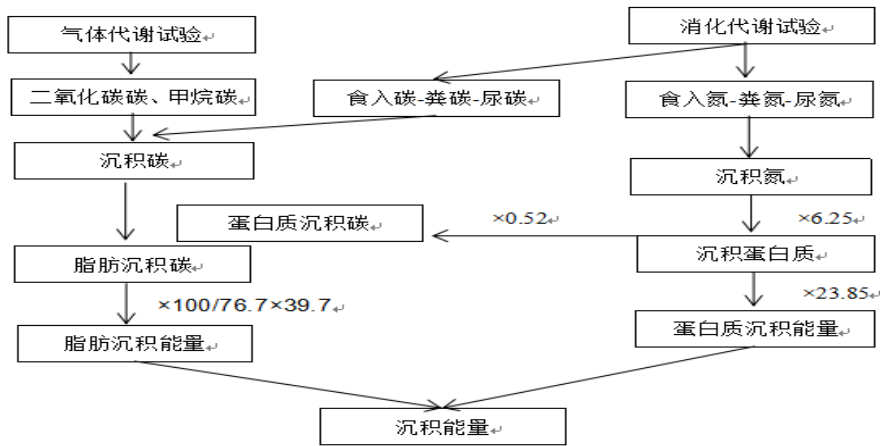 气体代谢试验↵
消化代谢试验↵
二氧化碳碳、甲烷碳↵
食入碳-粪碳-尿碳↵
食入氮-粪氮-尿氮↵
沉积碳↵
沉积氮↵
蛋白质沉积碳↵
×0.52↵
×6.25↵
脂肪沉积碳↵
沉积蛋白质↵
×100/76.7×39.7↵
×23.85↵
脂肪沉积能量↵
蛋白质沉积能量↵
沉积能量↵